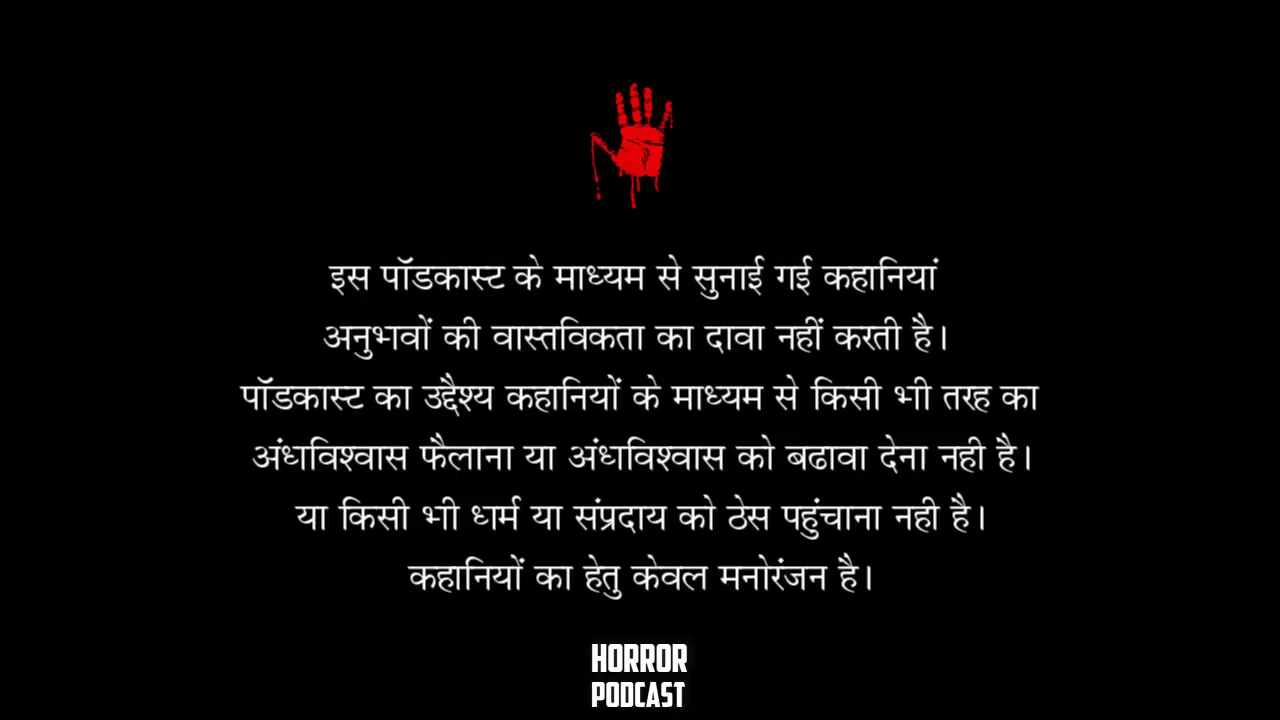 इस पॉडकास्ट के माध्यम से सुनाई गई कहानियां
अनुभवों की वास्तविकता का दावा नहीं करती है।
पॉडकास्ट का उद्दैश्य कहानियों के माध्यम से किसी भी तरह का
अंधविश्वास फैलाना या अंधविश्वास को बढावा देना नही है।
या किसी भी धर्म या संप्रदाय को ठेस पहुंचाना नही है।
कहानियों का हेतु केवल मनोरंजन है।
HORROR
PODCAST